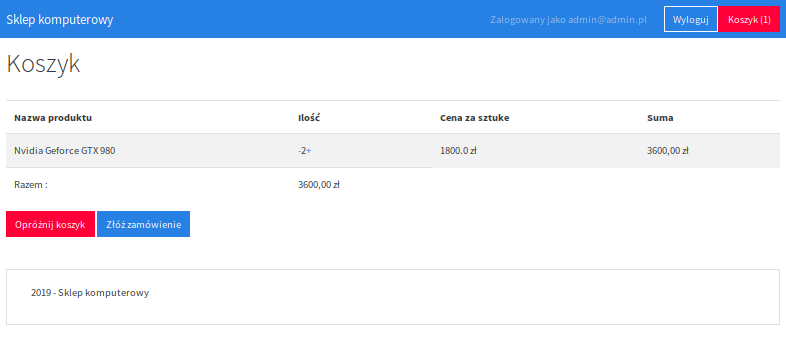 Sklep komputerowy Zalogowany jako admin@admin.pl Wyloguj Koszyk (1)
Koszyk
Nazwa produktu Ilość Cena za sztuke Suma
Nvidia Geforce GTX 980 -2+ 1800.0 zł 3600,00 zł
Razem : 3600,00 zł
Opróżnij koszyk Złóż zamówienie
2019 - Sklep komputerowy